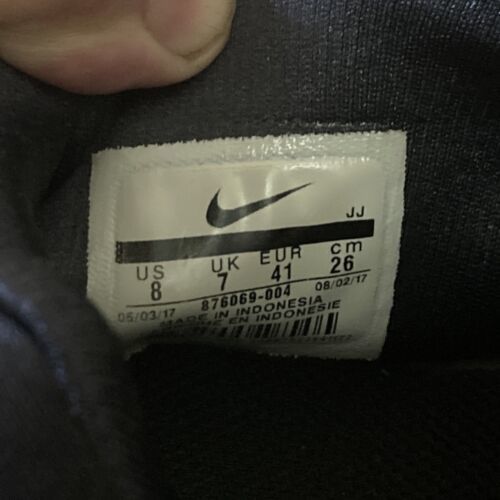 JJ
US UK EUR cm
8 7 41 26
05/03/17 876069-004 08/02/17
MADE IN INDONESIA
EN INDONESIE